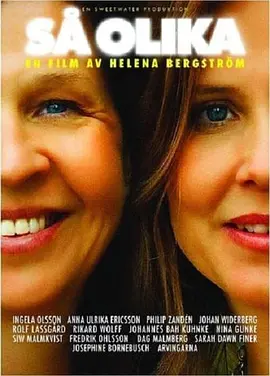 EN SWEETWATER PRODUCTION
SÅ OLIKA
EN FILM AV HELENA BERGSTRÖM
INGELA OLSSON ANNA ULRIKA ERICSSON PHILIP ZANDÉN JOHAN WIDERBERG
ROLF LASSGÅRD RIKARD WOLFF JOHANNES BAH KUHNKE NINA GUNKE
SIW MALMKVIST FREDRIK OHLSSON DAG MALMBERG SARAH DAWN FINER
JOSEPHINE BORNEBUSCH ARVINGARNA